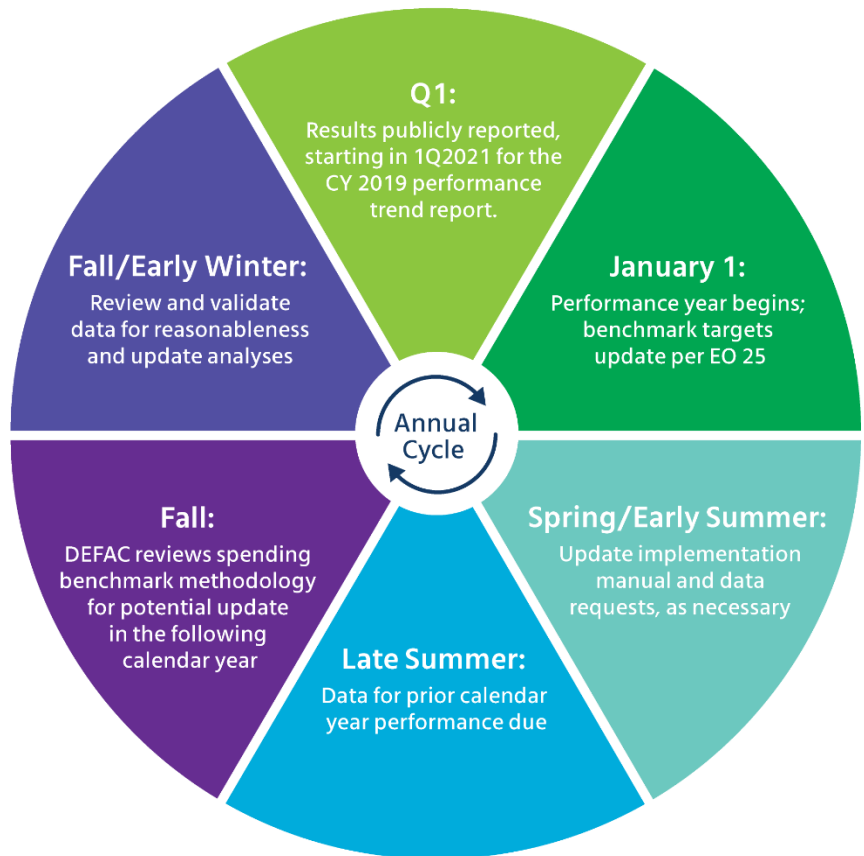 Q1:
Results publicly reported,
starting in 1Q2021 for the
CY 2019 performance
trend report.
January 1:
Performance year begins;
benchmark targets
update per EO 25
Spring/Early Summer:
Update implementation
manual and data
requests, as necessary
Late Summer:
Data for prior calendar
year performance due
Fall:
DEFAC reviews spending
benchmark methodology
for potential update
in the following
calendar year
Fall/Early Winter:
Review and validate
data for reasonableness
and update analyses
Annual
Cycle